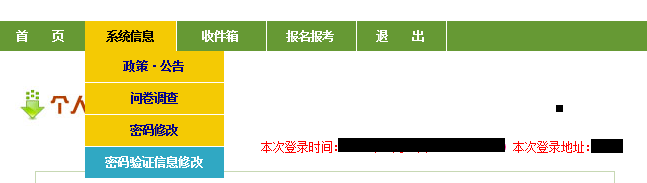 首 页 系统信息 收件箱 报名报考 退 出
政策·公告
问卷调查
个人
密码修改
本次登录时间: ) 本次登录地址:
密码验证信息修改